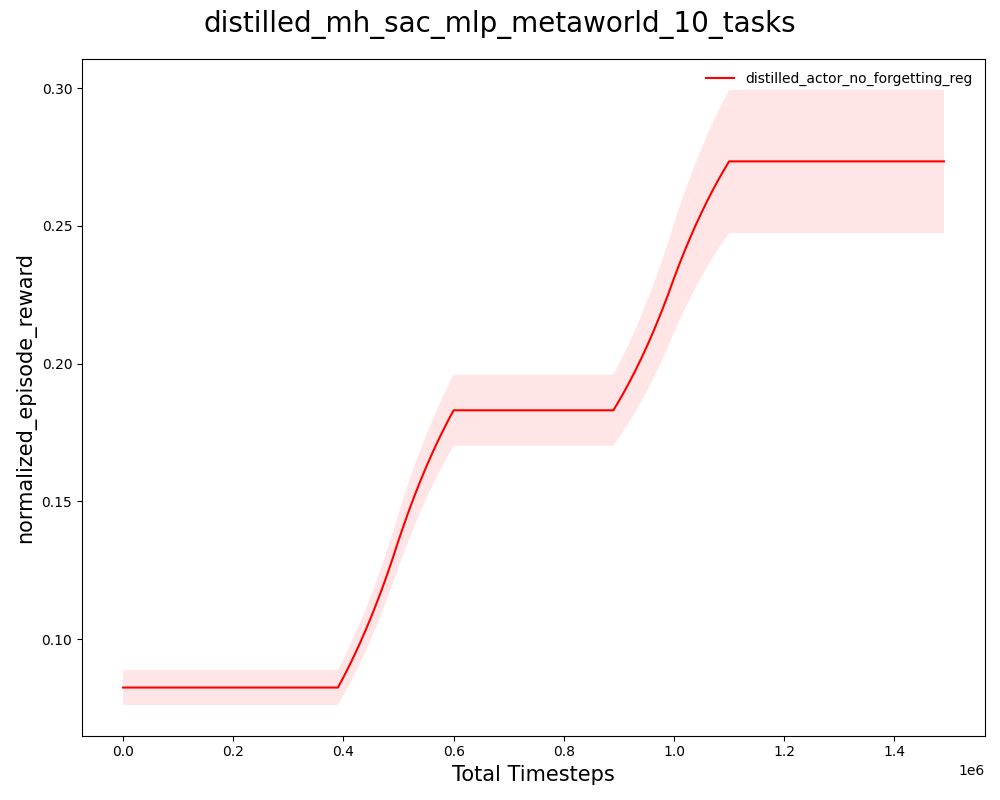 distilled_mh_sac_mlp_metaworld_10_tasks
distilled_actor_no_forgetting_reg
normalized_episode_reward
0.30
0.25
0.20
0.15
0.10
0.0 0.2 0.4 0.6 0.8 1.0 1.2 1.4
1e6
Total Timesteps